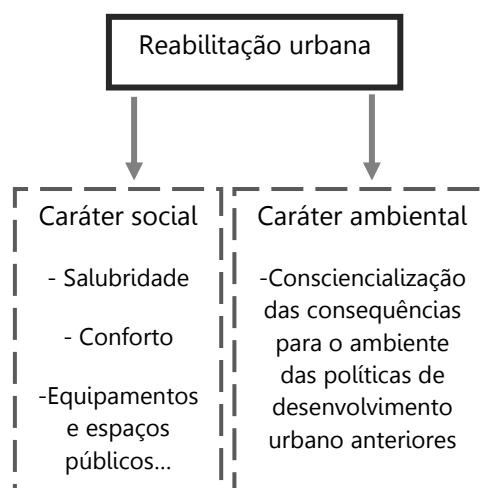 Reabilitação urbana
Caráter social
- Salubridade
- Conforto
-Equipamentos
e espaços
públicos...
Caráter ambiental
-Consciencialização
das consequências
para o ambiente
das políticas de
desenvolvimento
urbano anteriores